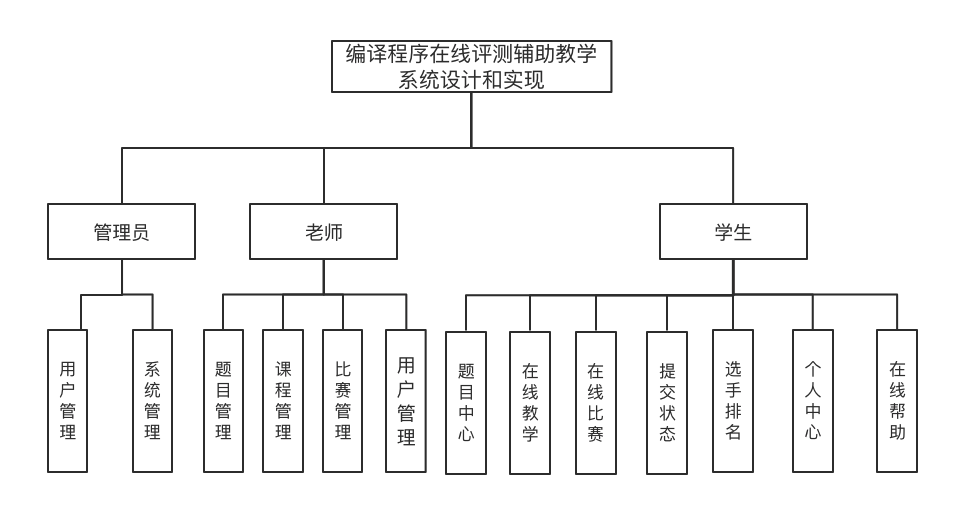 编译程序在线评测辅助教学
系统设计和实现
管理员
老师
学生
用户管理
系统管理
题目管理
课程管理
比赛管理
用户管理
题目中心
在线教学
在线比赛
提交状态
选手排名
个人中心
在线帮助